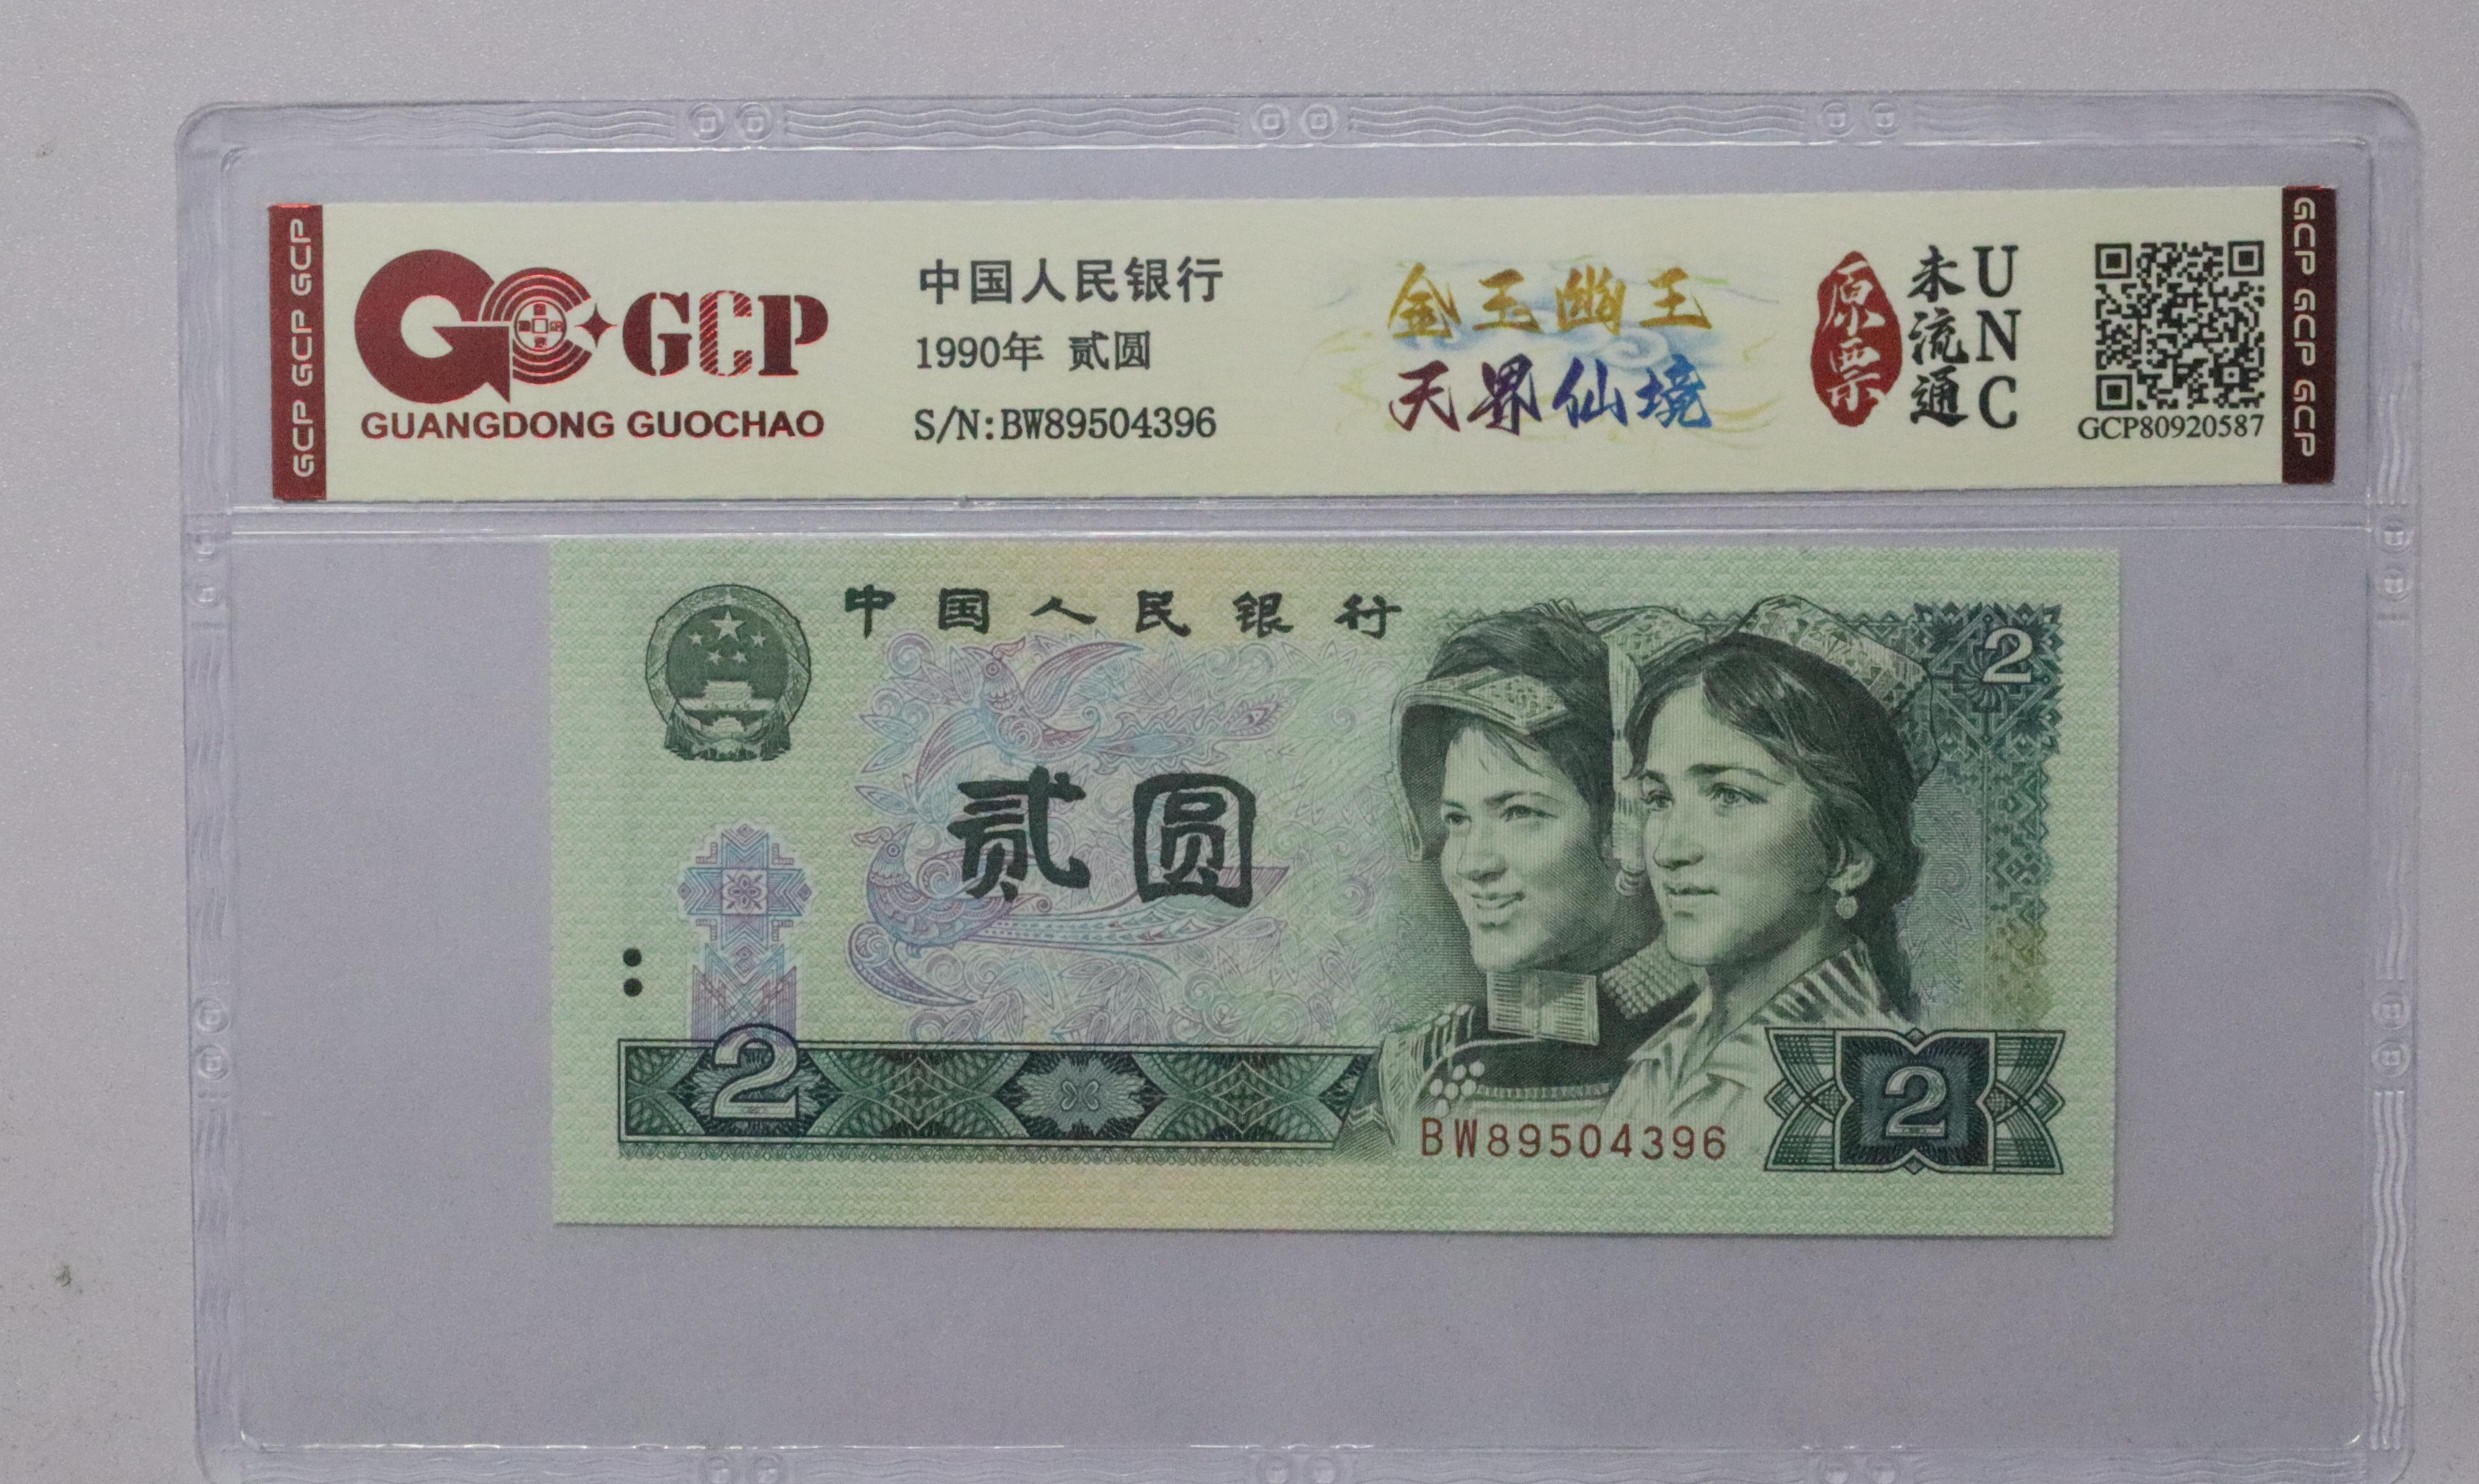 GCP GCP GCP
GCP
GUANGDONG GUOCHAO
中国人民银行
1990年 贰圆
S/N:BW89504396
金玉幽王
天界仙境
原票
未流通
UNC
GCP80920587
GCP GCP GCP
中国人民银行
2
贰圆
2
BW89504396
2